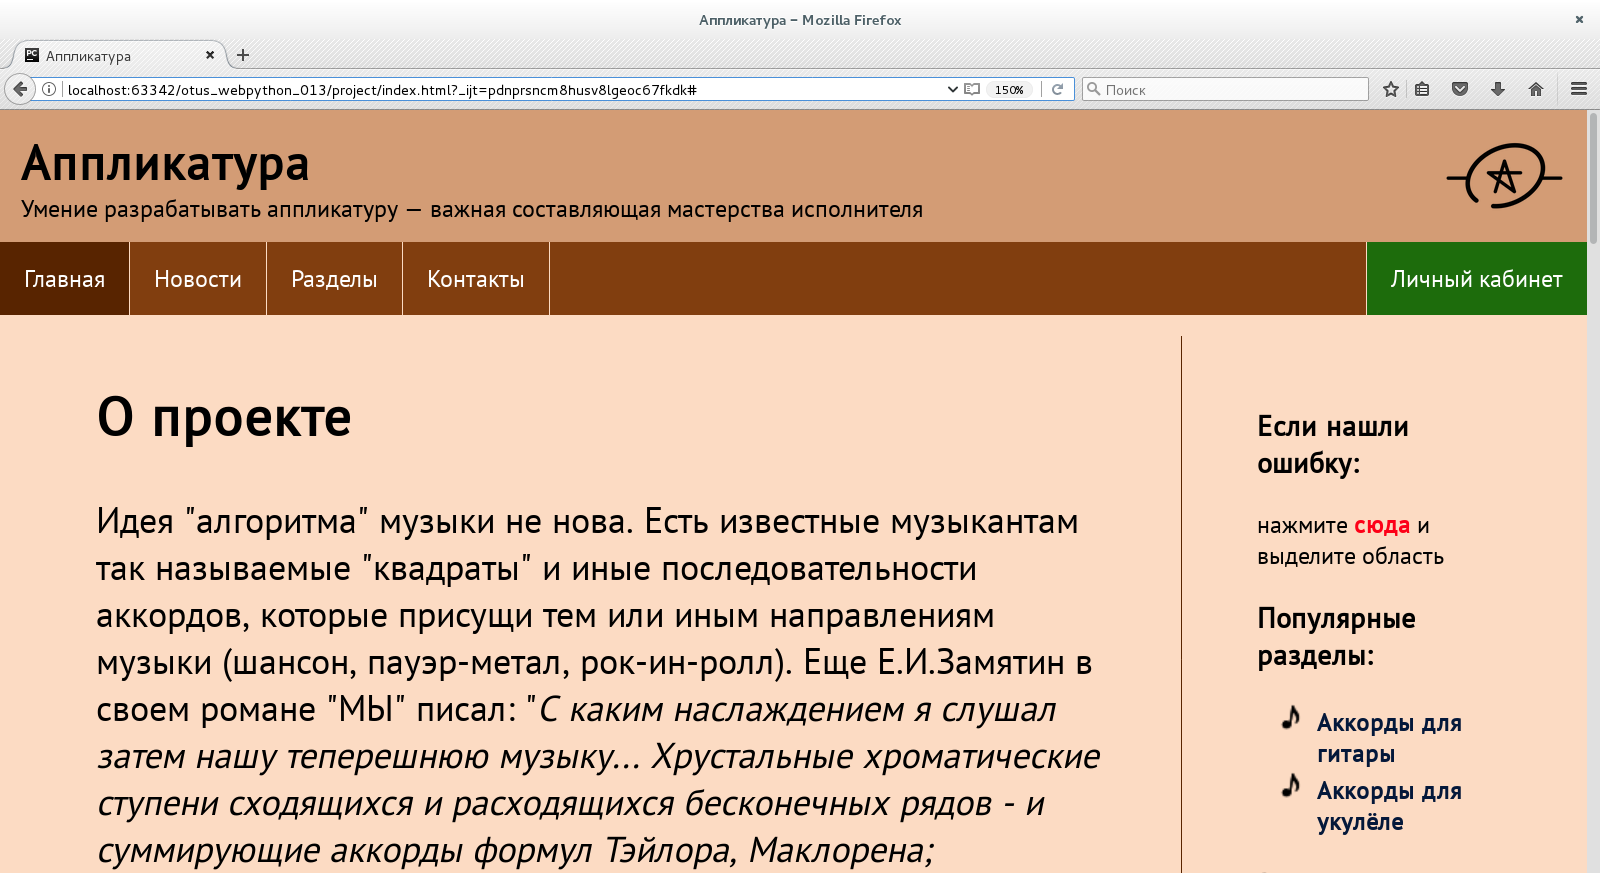 Аппликатура – Mozilla Firefox
PC Аппликатура
localhost:63342/otus_webpython_013/project/index.html?_ijt=pdnprsncm8husv8lgeoc67fkdk#
150%
Поиск
Аппликатура
Умение разрабатывать аппликатуру — важная составляющая мастерства исполнителя
Главная
Новости
Разделы
Контакты
Личный кабинет
О проекте
Идея "алгоритма" музыки не нова. Есть известные музыкантам
так называемые "квадраты" и иные последовательности
аккордов, которые присущи тем или иным направлениям
музыки (шансон, пауэр-метал, рок-ин-ролл). Еще Е.И.Замятин в
своем романе "МЫ" писал: "С каким наслаждением я слушал
затем нашу теперешнюю музыку... Хрустальные хроматические
ступени сходящихся и расходящихся бесконечных рядов - и
суммирующие аккорды формул Тэйлора, Маклорена;
Если нашли
ошибку:
нажмите сюда и
выделите область
Популярные
разделы:
Аккорды для
гитары
Аккорды для
укулёле